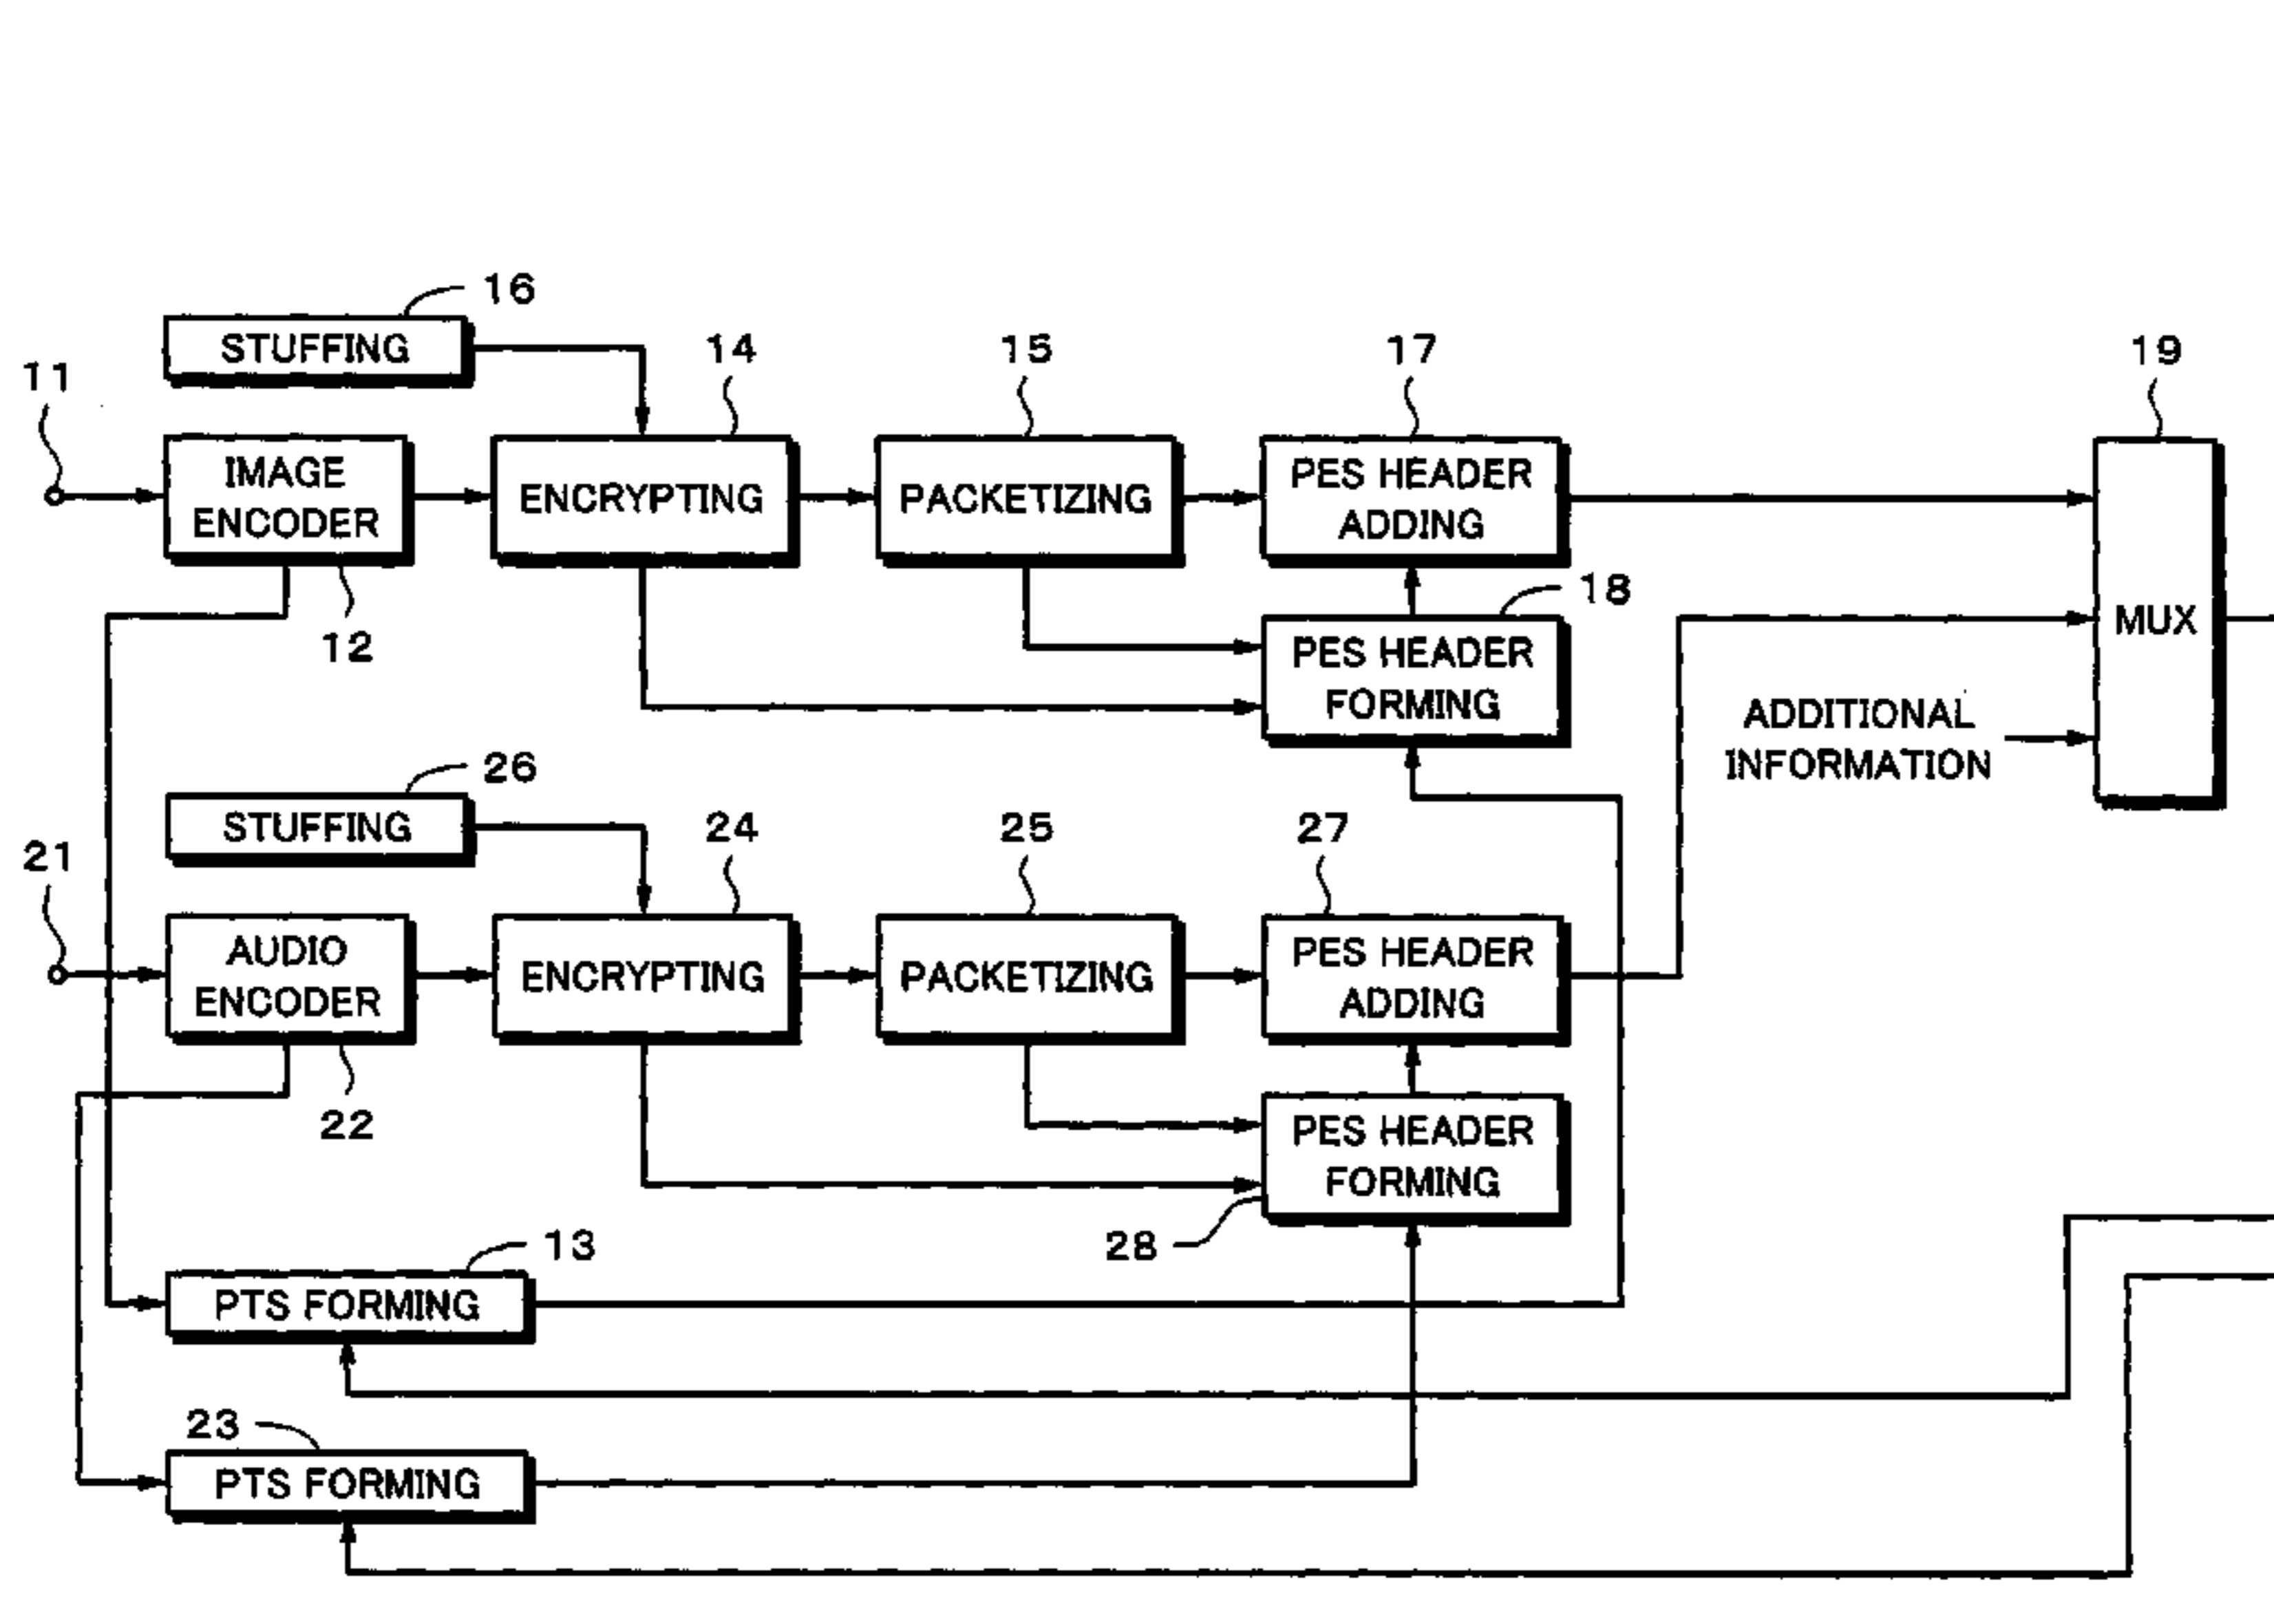 16
STUFFING
11
14
15
17
19
IMAGE
ENCODER
ENCRYPTING
PACKETIZING
PES HEADER
ADDING
12
18
PES HEADER
FORMING
MUX
ADDITIONAL
INFORMATION
26
STUFFING
21
24
25
27
AUDIO
ENCODER
ENCRYPTING
PACKETIZING
PES HEADER
ADDING
22
PES HEADER
FORMING
28
13
PTS FORMING
23
PTS FORMING